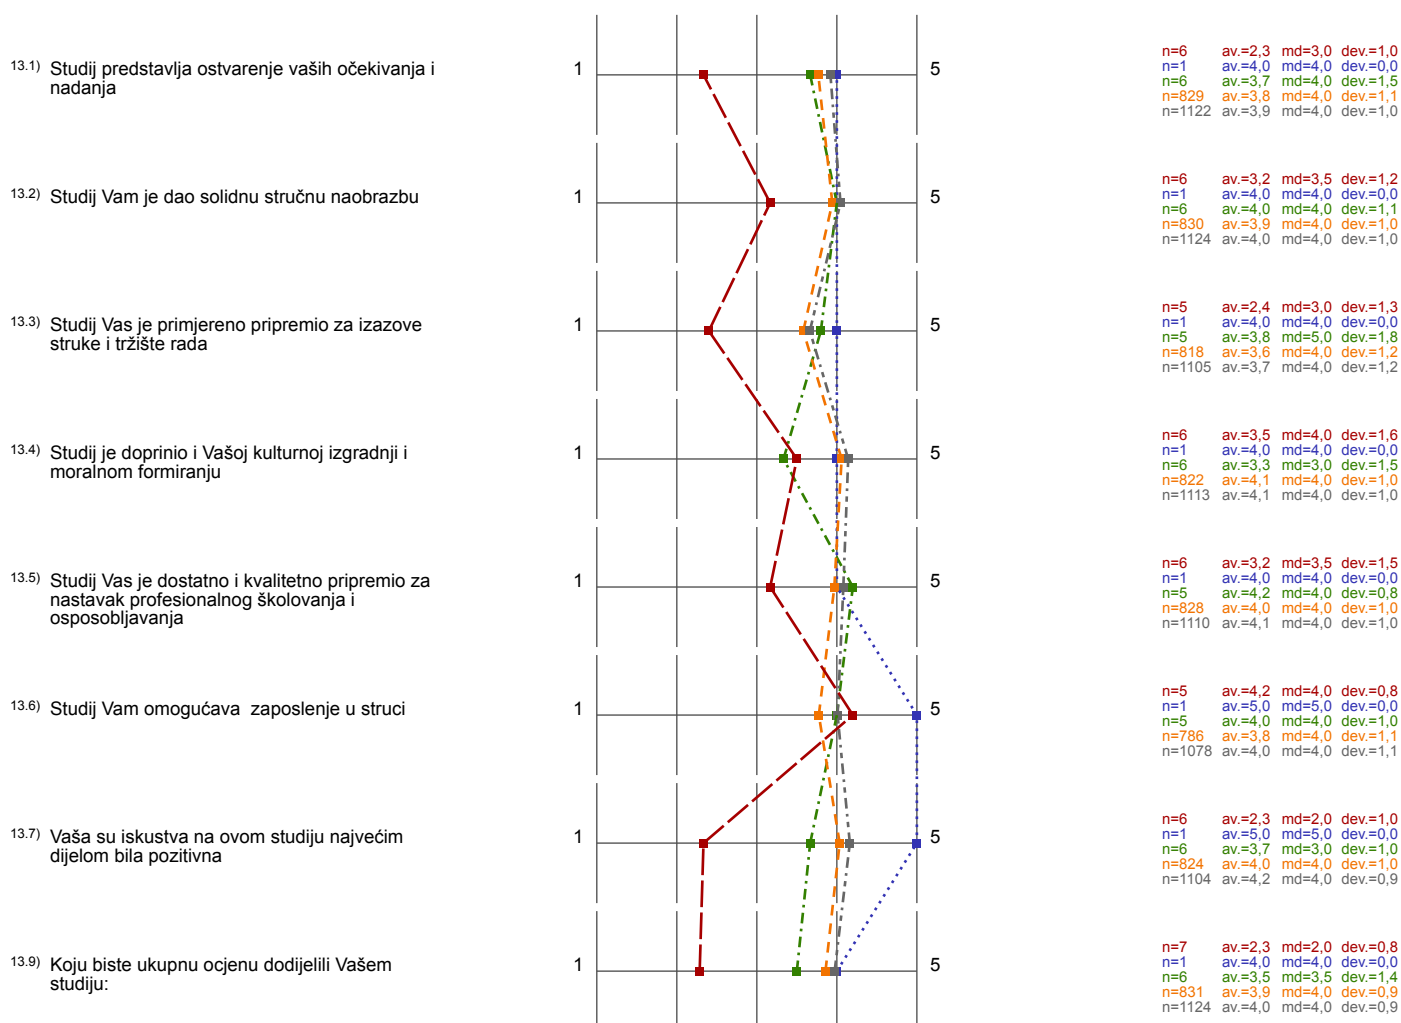 13.1) Studij predstavlja ostvarenje vaših očekivanja i
nadanja
1
5
n=6 av.=2,3 md=3,0 dev.=1,0
n=1 av.=4,0 md=4,0 dev.=0,0
n=6 av.=3,7 md=4,0 dev.=1,5
n=829 av.=3,8 md=4,0 dev.=1,1
n=1122 av.=3,9 md=4,0 dev.=1,0
13.2) Studij Vam je dao solidnu stručnu naobrazbu
1
5
n=6 av.=3,2 md=3,5 dev.=1,2
n=1 av.=4,0 md=4,0 dev.=0,0
n=6 av.=4,0 md=4,0 dev.=1,1
n=830 av.=3,9 md=4,0 dev.=1,0
n=1124 av.=4,0 md=4,0 dev.=1,0
13.3) Studij Vas je primjereno pripremio za izazove
struke i tržište rada
1
5
n=5 av.=2,4 md=3,0 dev.=1,3
n=1 av.=4,0 md=4,0 dev.=0,0
n=5 av.=3,8 md=5,0 dev.=1,8
n=818 av.=3,6 md=4,0 dev.=1,2
n=1105 av.=3,7 md=4,0 dev.=1,2
13.4) Studij je doprinio i Vašoj kulturnoj izgradnji i
moralnom formiranju
1
5
n=6 av.=3,5 md=4,0 dev.=1,6
n=1 av.=4,0 md=4,0 dev.=0,0
n=6 av.=3,3 md=3,0 dev.=1,5
n=822 av.=4,1 md=4,0 dev.=1,0
n=1113 av.=4,1 md=4,0 dev.=1,0
13.5) Studij Vas je dostatno i kvalitetno pripremio za
nastavak profesionalnog školovanja i
osposobljavanja
1
5
n=6 av.=3,2 md=3,5 dev.=1,5
n=1 av.=4,0 md=4,0 dev.=0,0
n=5 av.=4,2 md=4,0 dev.=0,8
n=828 av.=4,0 md=4,0 dev.=1,0
n=1110 av.=4,1 md=4,0 dev.=1,0
13.6) Studij Vam omogućava zaposlenje u struci
1
5
n=5 av.=4,2 md=4,0 dev.=0,8
n=1 av.=5,0 md=5,0 dev.=0,0
n=5 av.=4,0 md=4,0 dev.=1,0
n=786 av.=3,8 md=4,0 dev.=1,1
n=1078 av.=4,0 md=4,0 dev.=1,1
13.7) Vaša su iskustva na ovom studiju najvećim
dijelom bila pozitivna
1
5
n=6 av.=2,3 md=2,0 dev.=1,0
n=1 av.=5,0 md=5,0 dev.=0,0
n=6 av.=3,7 md=3,0 dev.=1,0
n=824 av.=4,0 md=4,0 dev.=1,0
n=1104 av.=4,2 md=4,0 dev.=0,9
13.9) Koju biste ukupnu ocjenu dodijelili Vašem
studiju:
1
5
n=7 av.=2,3 md=2,0 dev.=0,8
n=1 av.=4,0 md=4,0 dev.=0,0
n=6 av.=3,5 md=3,5 dev.=1,4
n=831 av.=3,9 md=4,0 dev.=0,9
n=1124 av.=4,0 md=4,0 dev.=0,9